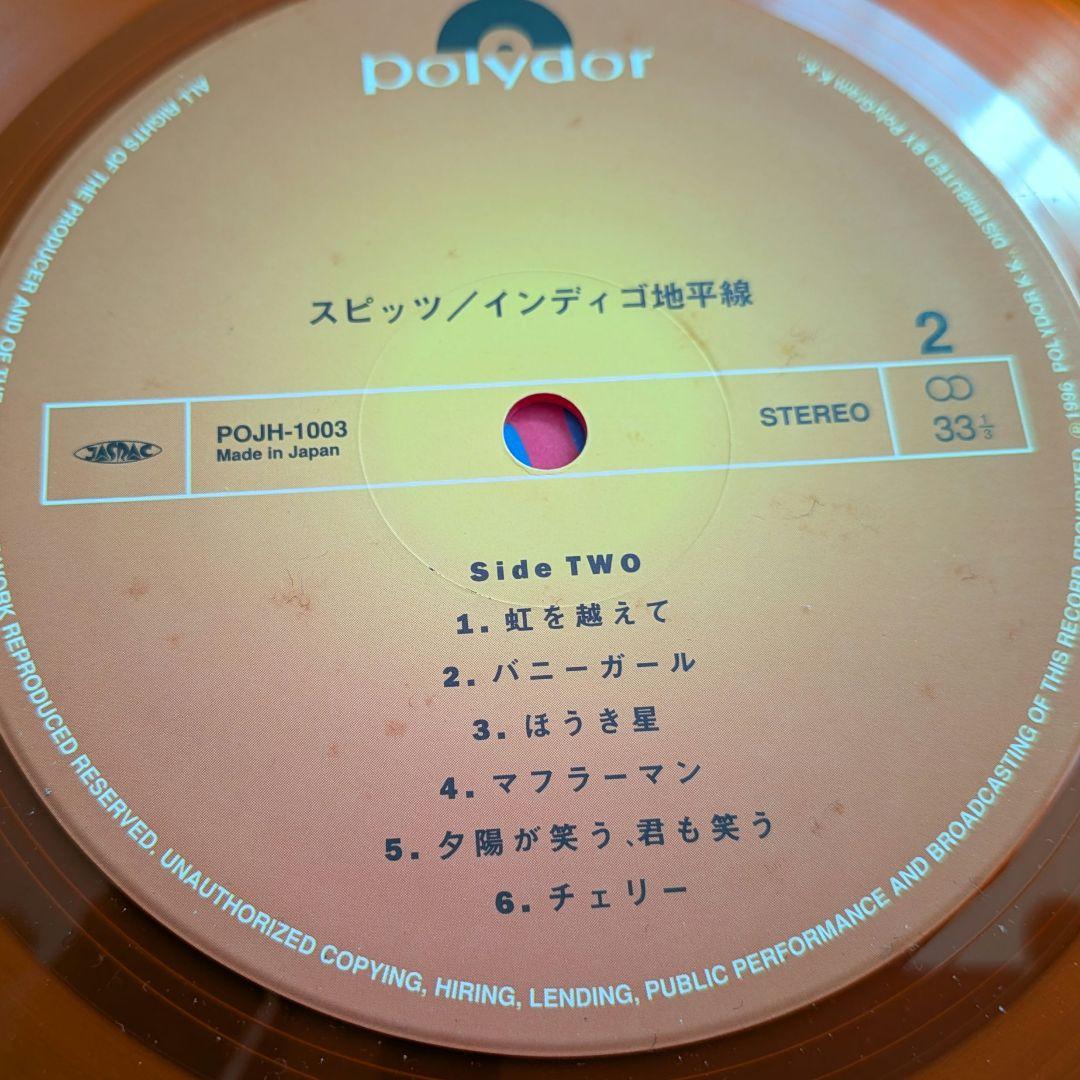 polydor
スピッツ／インディゴ地平線
2
JASRAC
POJH-1003
Made in Japan
STEREO
33 1/3
Side TWO
1. 虹を越えて
2. バニーガール
3. ほうき星
4. マフラーマン
5. 夕陽が笑う、君も笑う
6. チェリー
ALL RIGHTS OF THE PRODUCER AND OF THE
WORK REPRODUCED RESERVED. UNAUTHORIZED COPYING, HIRING, LENDING, PUBLIC PERFORMANCE AND BROADCASTING OF THIS RECORD PROHIBITED ℗ 1996 POLYDOR K.K., DISTRIBUTED BY PolyGram K.K.